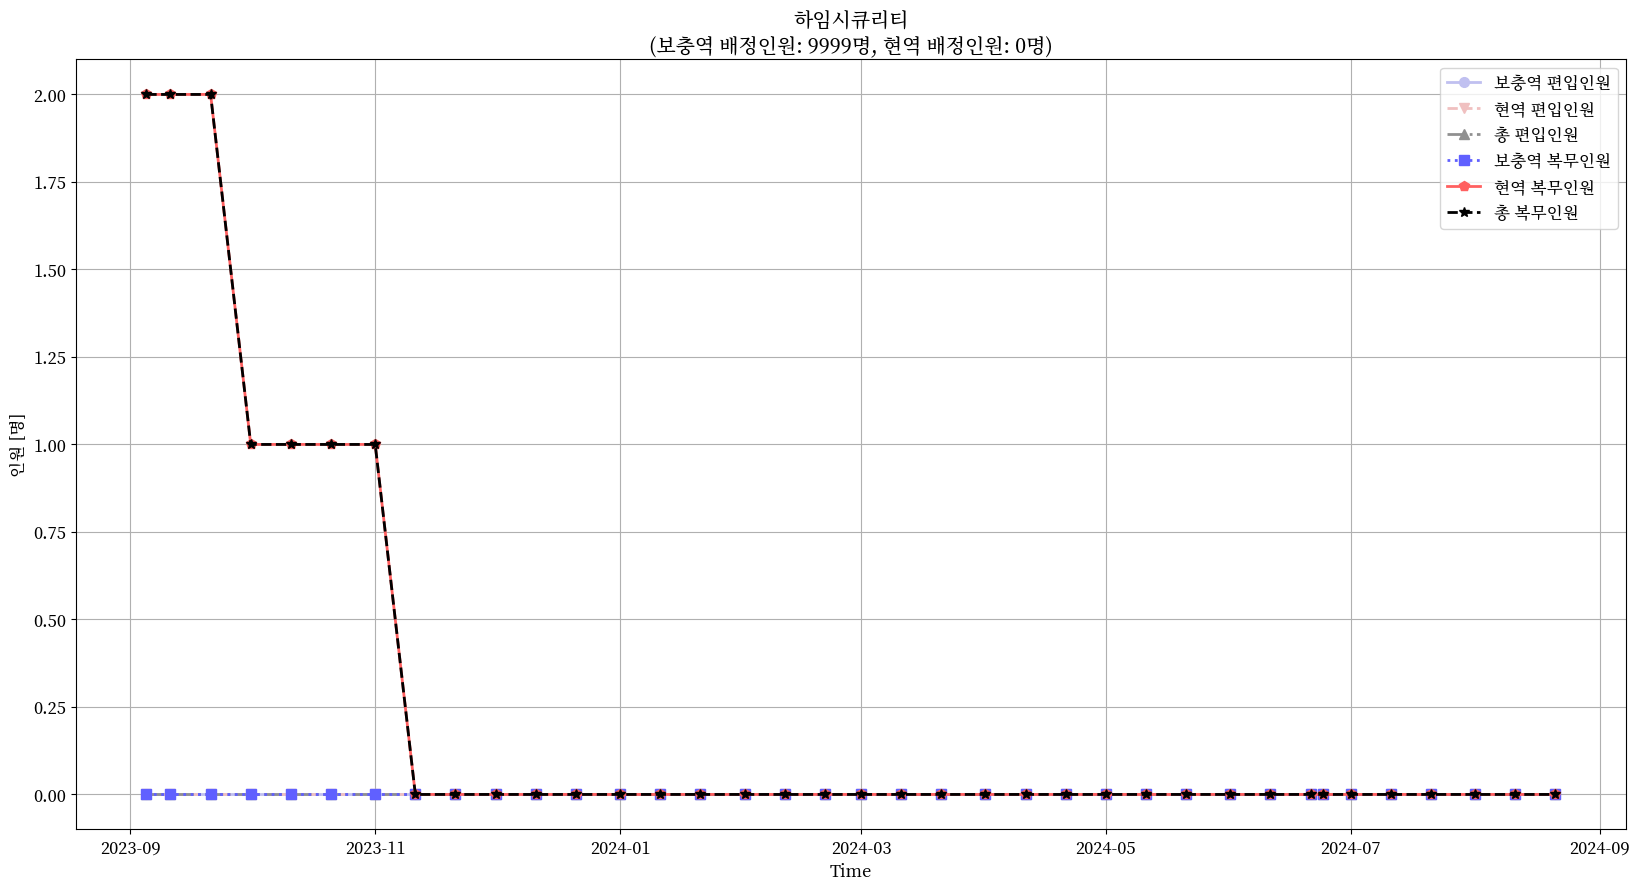 하임시큐리티
(보충역 배정인원: 9999명, 현역 배정인원: 0명)
보충역 편입인원
현역 편입인원
총 편입인원
보충역 복무인원
현역 복무인원
총 복무인원
2.00
1.75
1.50
1.25
1.00
0.75
0.50
0.25
0.00
인원 [명]
2023-09
2023-11
2024-01
2024-03
2024-05
2024-07
2024-09
Time